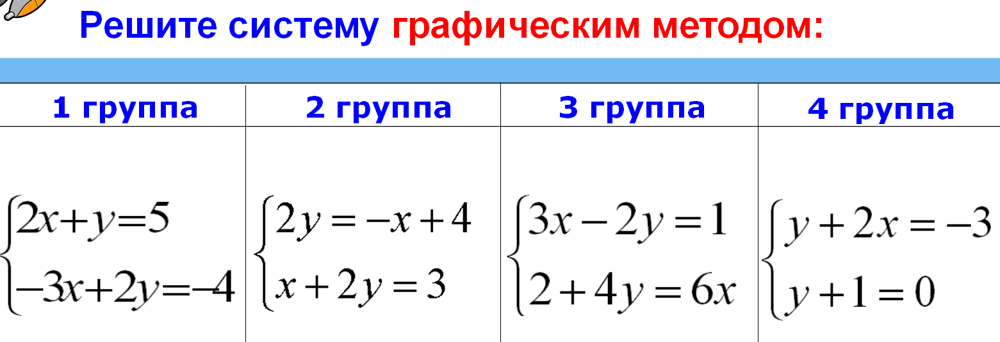 Решите систему графическим методом:
1 группа 2 группа 3 группа 4 группа
2x+y=5
−3x+2y=−4
2y = −x + 4
x + 2y = 3
3x − 2y = 1
2 + 4y = 6x
y + 2x = −3
y + 1 = 0